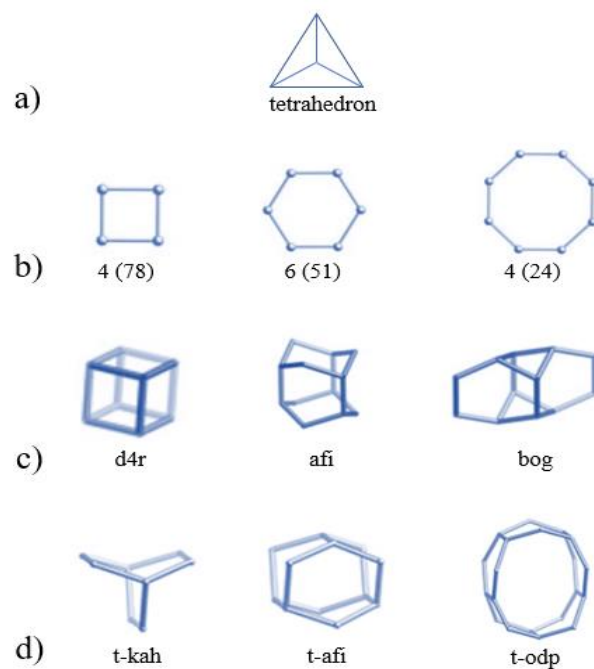 a)
tetrahedron
b)
4 (78) 6 (51) 4 (24)
c)
d4r afi bog
d)
t-kah t-afi t-odp